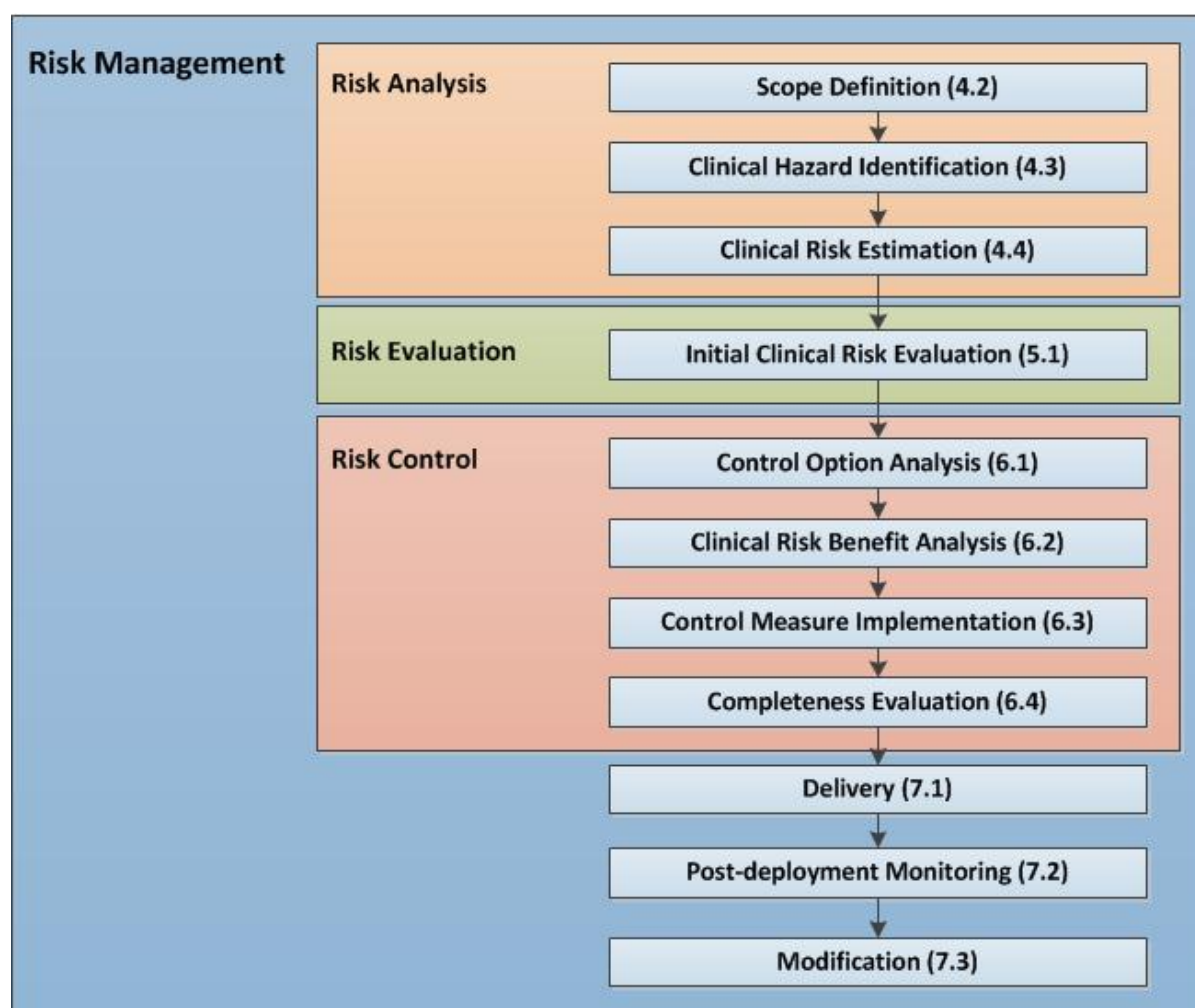 Risk Management
Risk Analysis
Scope Definition (4.2)
Clinical Hazard Identification (4.3)
Clinical Risk Estimation (4.4)
Risk Evaluation
Initial Clinical Risk Evaluation (5.1)
Risk Control
Control Option Analysis (6.1)
Clinical Risk Benefit Analysis (6.2)
Control Measure Implementation (6.3)
Completeness Evaluation (6.4)
Delivery (7.1)
Post-deployment Monitoring (7.2)
Modification (7.3)